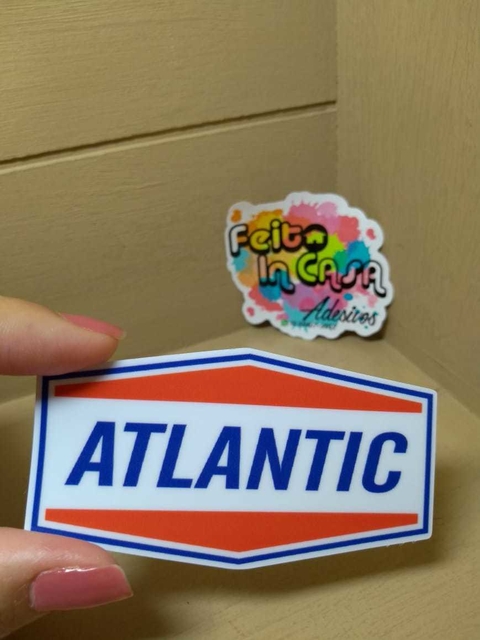 Feito
In CASA
Adesivos
ATLANTIC